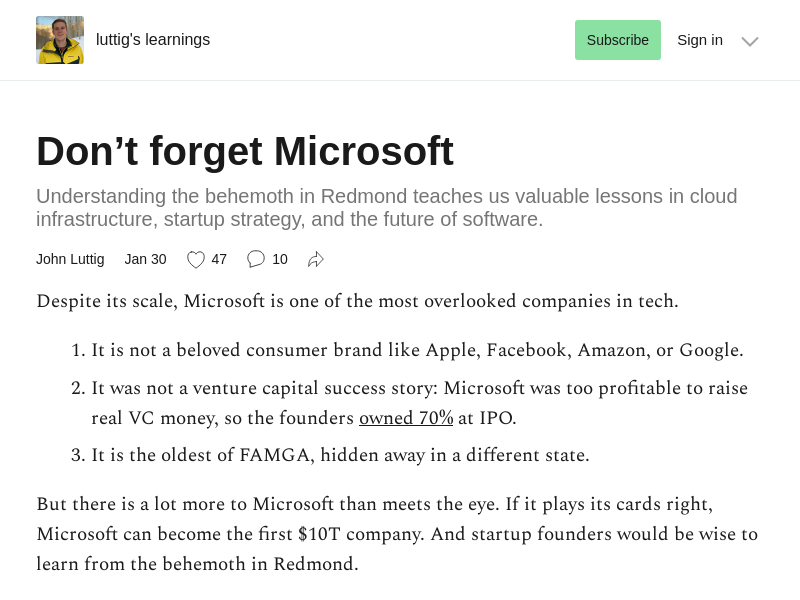 luttig's learnings
Subscribe
Sign in
Don’t forget Microsoft
Understanding the behemoth in Redmond teaches us valuable lessons in cloud
infrastructure, startup strategy, and the future of software.
John Luttig Jan 30 47 10
Despite its scale, Microsoft is one of the most overlooked companies in tech.
1. It is not a beloved consumer brand like Apple, Facebook, Amazon, or Google.
2. It was not a venture capital success story: Microsoft was too profitable to raise
real VC money, so the founders owned 70% at IPO.
3. It is the oldest of FAMGA, hidden away in a different state.
But there is a lot more to Microsoft than meets the eye. If it plays its cards right,
Microsoft can become the first $10T company. And startup founders would be wise to
learn from the behemoth in Redmond.